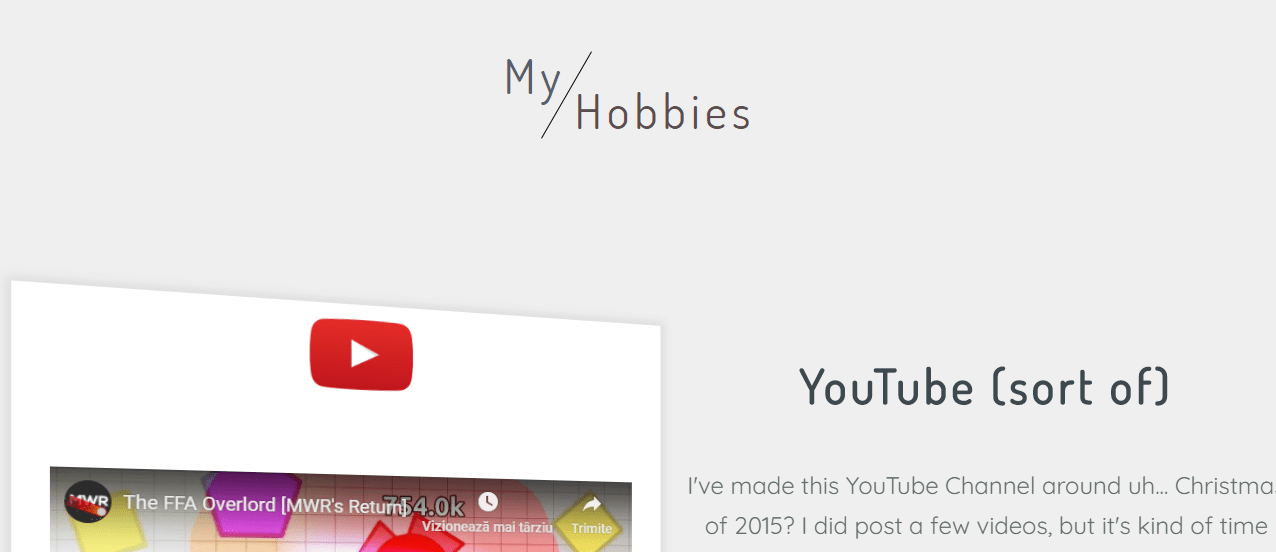 My
Hobbies
YouTube (sort of)
I've made this YouTube Channel around uh... Christmas
of 2015? I did post a few videos, but it's kind of time
MWR
The FFA Overlord [MWR's Return]
754.0k
Vizionează mai târziu
Trimite